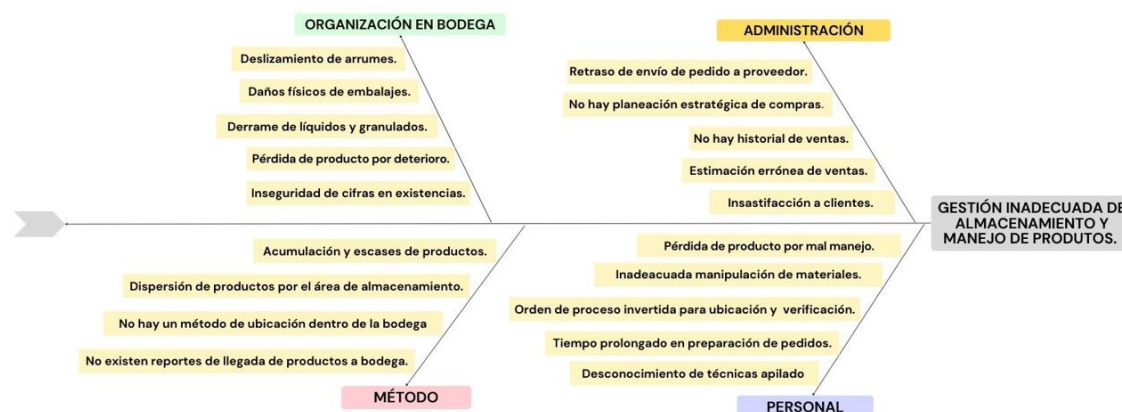 ORGANIZACIÓN EN BODEGA
Deslizamiento de arrumes.
Daños físicos de embalajes.
Derrame de líquidos y granulados.
Pérdida de producto por deterioro.
Inseguridad de cifras en existencias.
ADMINISTRACIÓN
Retraso de envío de pedido a proveedor.
No hay planeación estratégica de compras.
No hay historial de ventas.
Estimación errónea de ventas.
Insastifacción a clientes.
GESTIÓN INADECUADA DE
ALMACENAMIENTO Y
MANEJO DE PRODUTOS.
Acumulación y escases de productos.
Dispersión de productos por el área de almacenamiento.
No hay un método de ubicación dentro de la bodega
No existen reportes de llegada de productos a bodega.
MÉTODO
Pérdida de producto por mal manejo.
Inadeacuada manipulación de materiales.
Orden de proceso invertida para ubicación y verificación.
Tiempo prolongado en preparación de pedidos.
Desconocimiento de técnicas apilado
PERSONAL